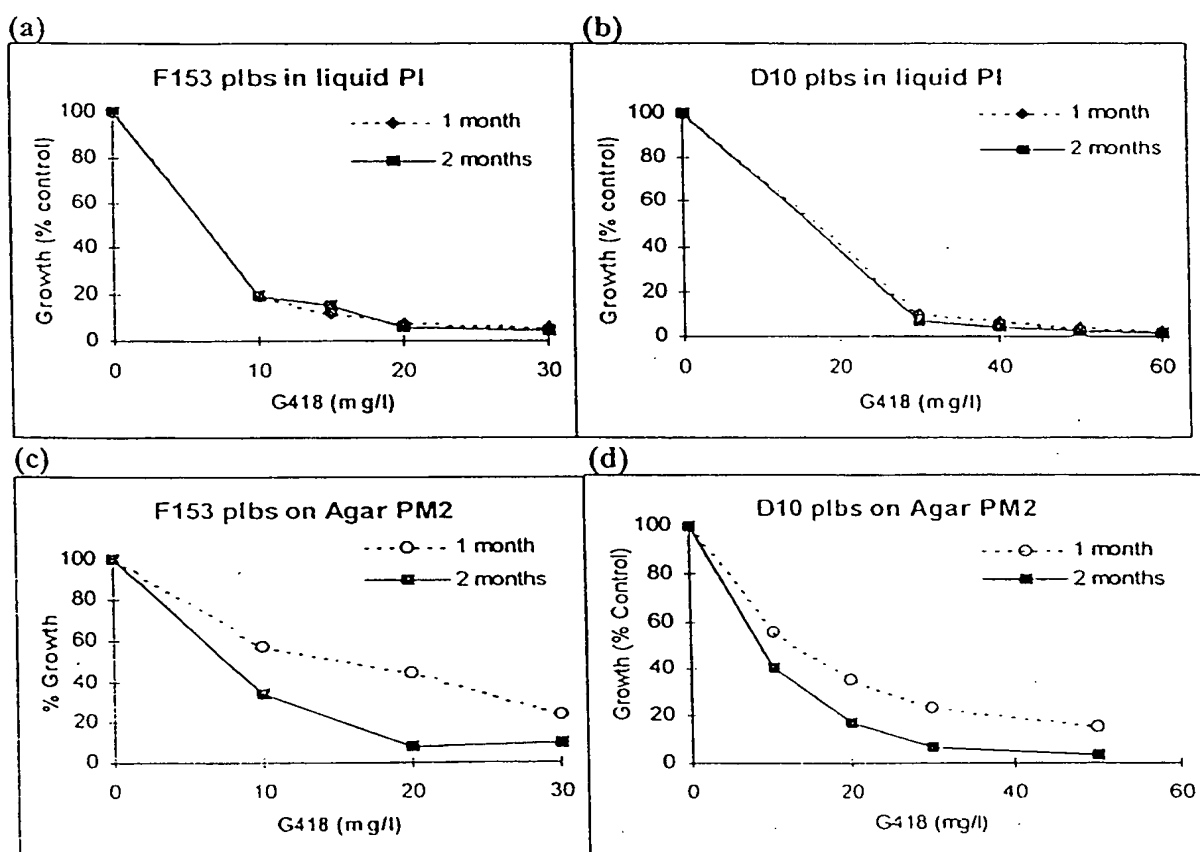 (a)
F153 plbs in liquid PI
1 month
2 months
Growth (% control)
100
80
60
40
20
0
0 10 20 30
G418 (mg/l)
(b)
D10 plbs in liquid PI
1 month
2 months
Growth (% control)
100
80
60
40
20
0
0 20 40 60
G418 (mg/l)
(c)
F153 plbs on Agar PM2
1 month
2 months
% Growth
100
80
60
40
20
0
0 10 20 30
G418 (mg/l)
(d)
D10 plbs on Agar PM2
1 month
2 months
Growth (% Control)
100
80
60
40
20
0
0 20 40 60
G418 (mg/l)